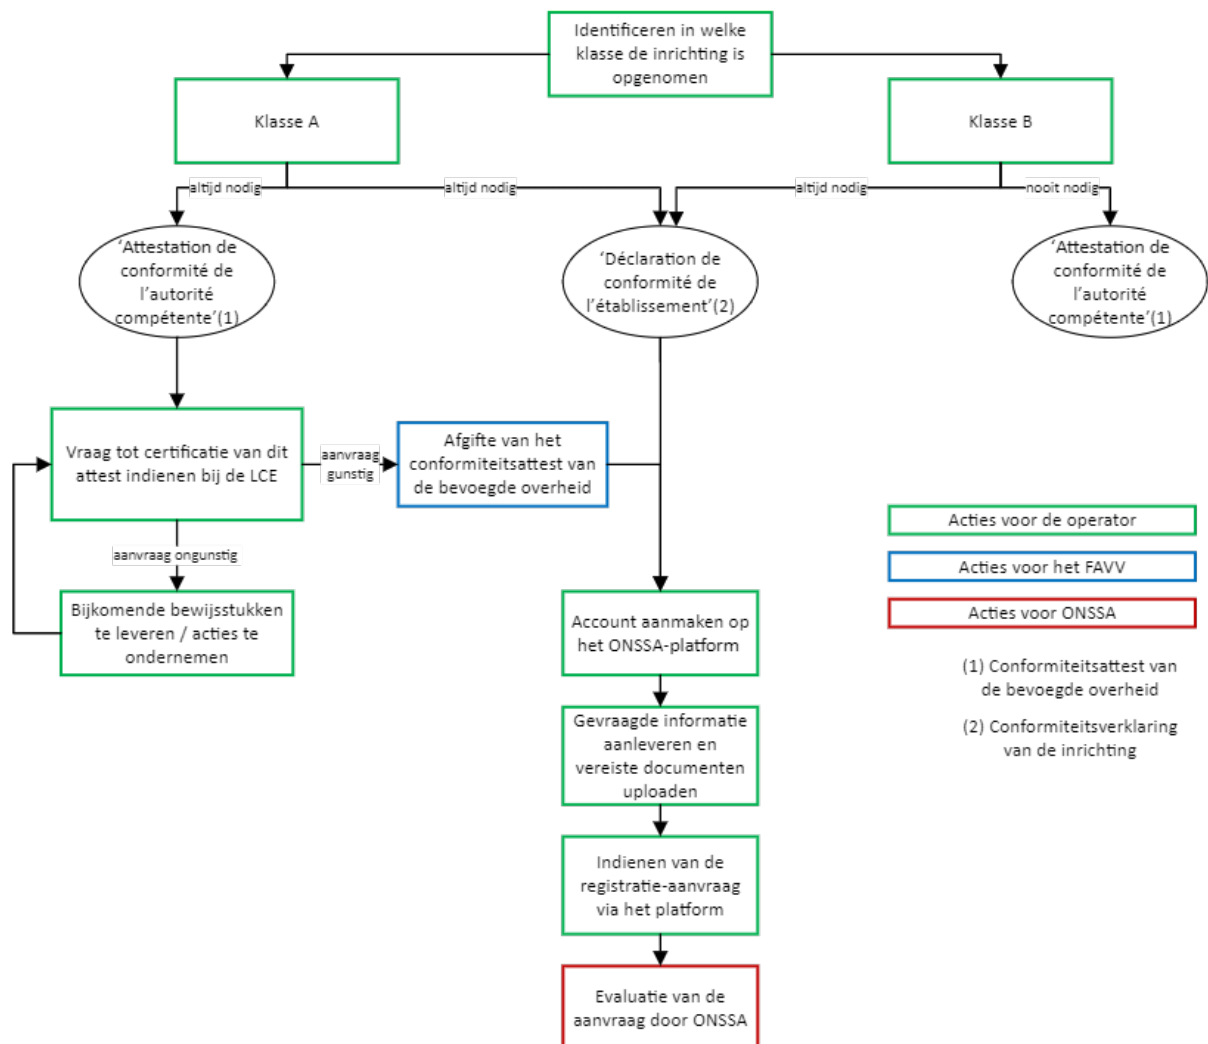 Identificeren in welke
klasse de inrichting is
opgenomen
Klasse A
Klasse B
altijd nodig
altijd nodig
altijd nodig
nooit nodig
‘Attestation de
conformité de
l’autorité
compétente’(1)
‘Déclaration de
conformité de
l’établissement’(2)
‘Attestation de
conformité de
l’autorité
compétente’(1)
Vraag tot certificatie van dit
attest indienen bij de LCE
aanvraag
gunstig
Afgifte van het
conformiteitsattest van
de bevoegde overheid
aanvraag ongunstig
Bijkomende bewijsstukken
te leveren / acties te
ondernemen
Account aanmaken op
het ONSSA-platform
Gevraagde informatie
aanleveren en
vereiste documenten
uploaden
Indienen van de
registratie-aanvraag
via het platform
Evaluatie van de
aanvraag door ONSSA
Acties voor de operator
Acties voor het FAVV
Acties voor ONSSA
(1) Conformiteitsattest van
de bevoegde overheid
(2) Conformiteitsverklaring
van de inrichting